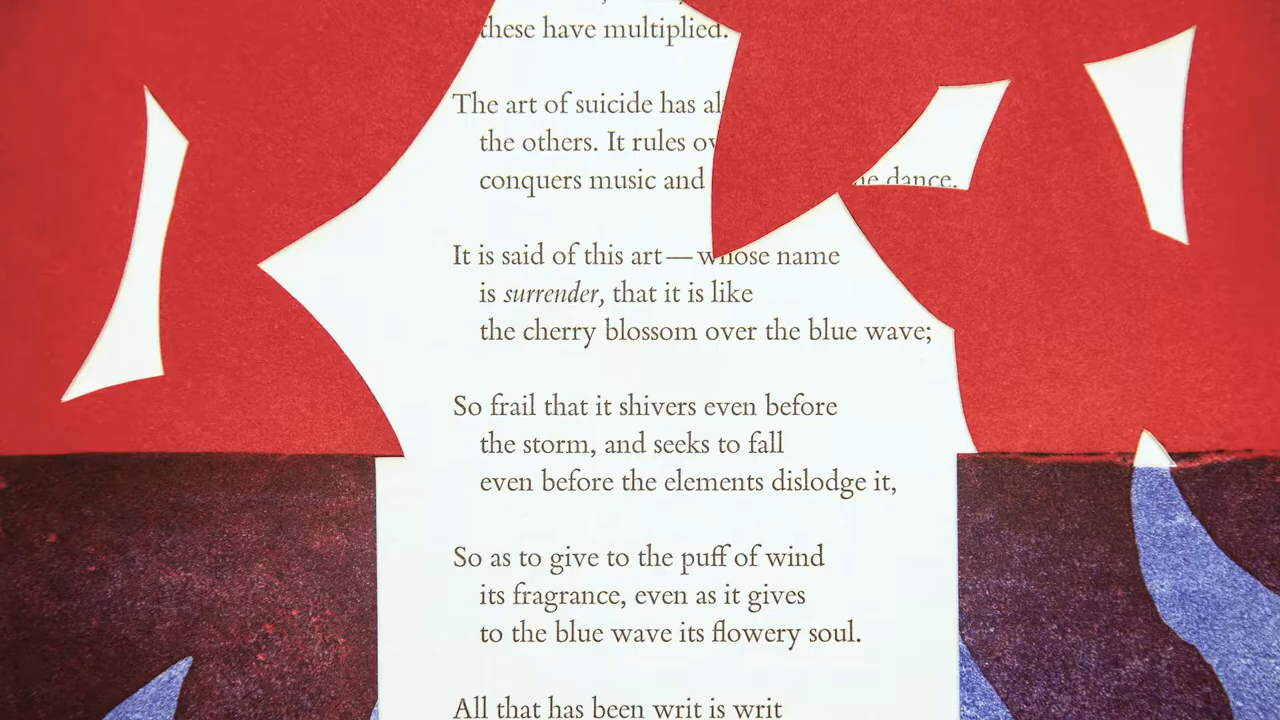 these have multiplied.
The art of suicide has al
the others. It rules ov
conquers music and
dance.
It is said of this art — whose name
is surrender, that it is like
the cherry blossom over the blue wave;
So frail that it shivers even before
the storm, and seeks to fall
even before the elements dislodge it,
So as to give to the puff of wind
its fragrance, even as it gives
to the blue wave its flowery soul.
All that has been writ is writ